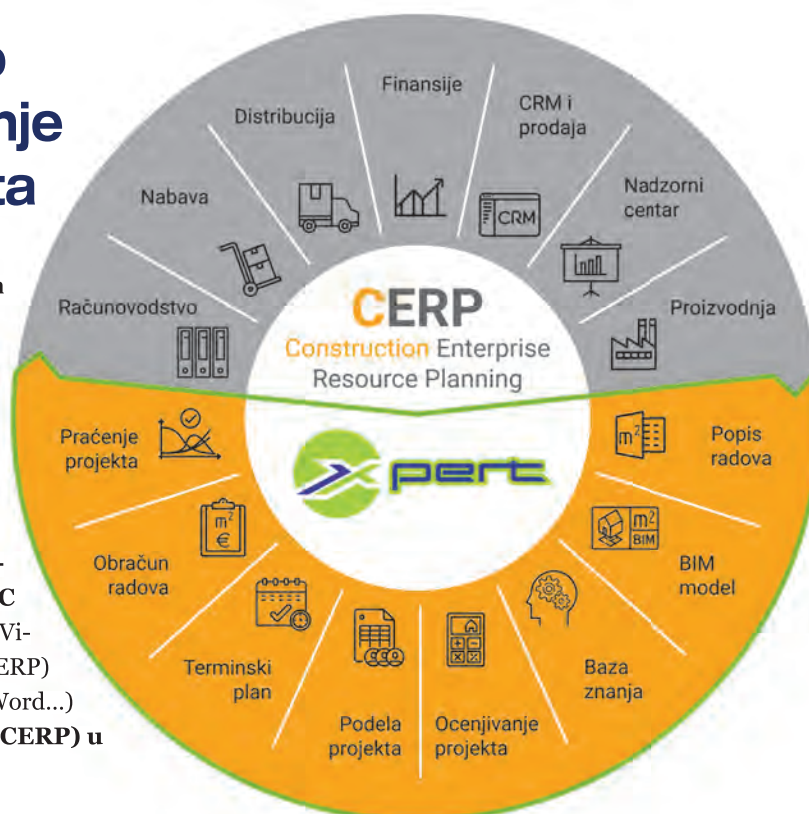 nje
ta
-
C
Vi-
ERP)
Word...)
CERP) u
Finansije
Distribucija
CRM i
prodaja
Nabava
Nadzorni
centar
Računovodstvo
Proizvodnja
CRM
CERP
Construction Enterprise
Resource Planning
Xpert
Praćenje
projekta
Popis
radova
m²
Obračun
radova
m²
€
BIM
model
m²
BIM
Terminski
plan
Baza
znanja
Podela
projekta
Ocenjivanje
projekta